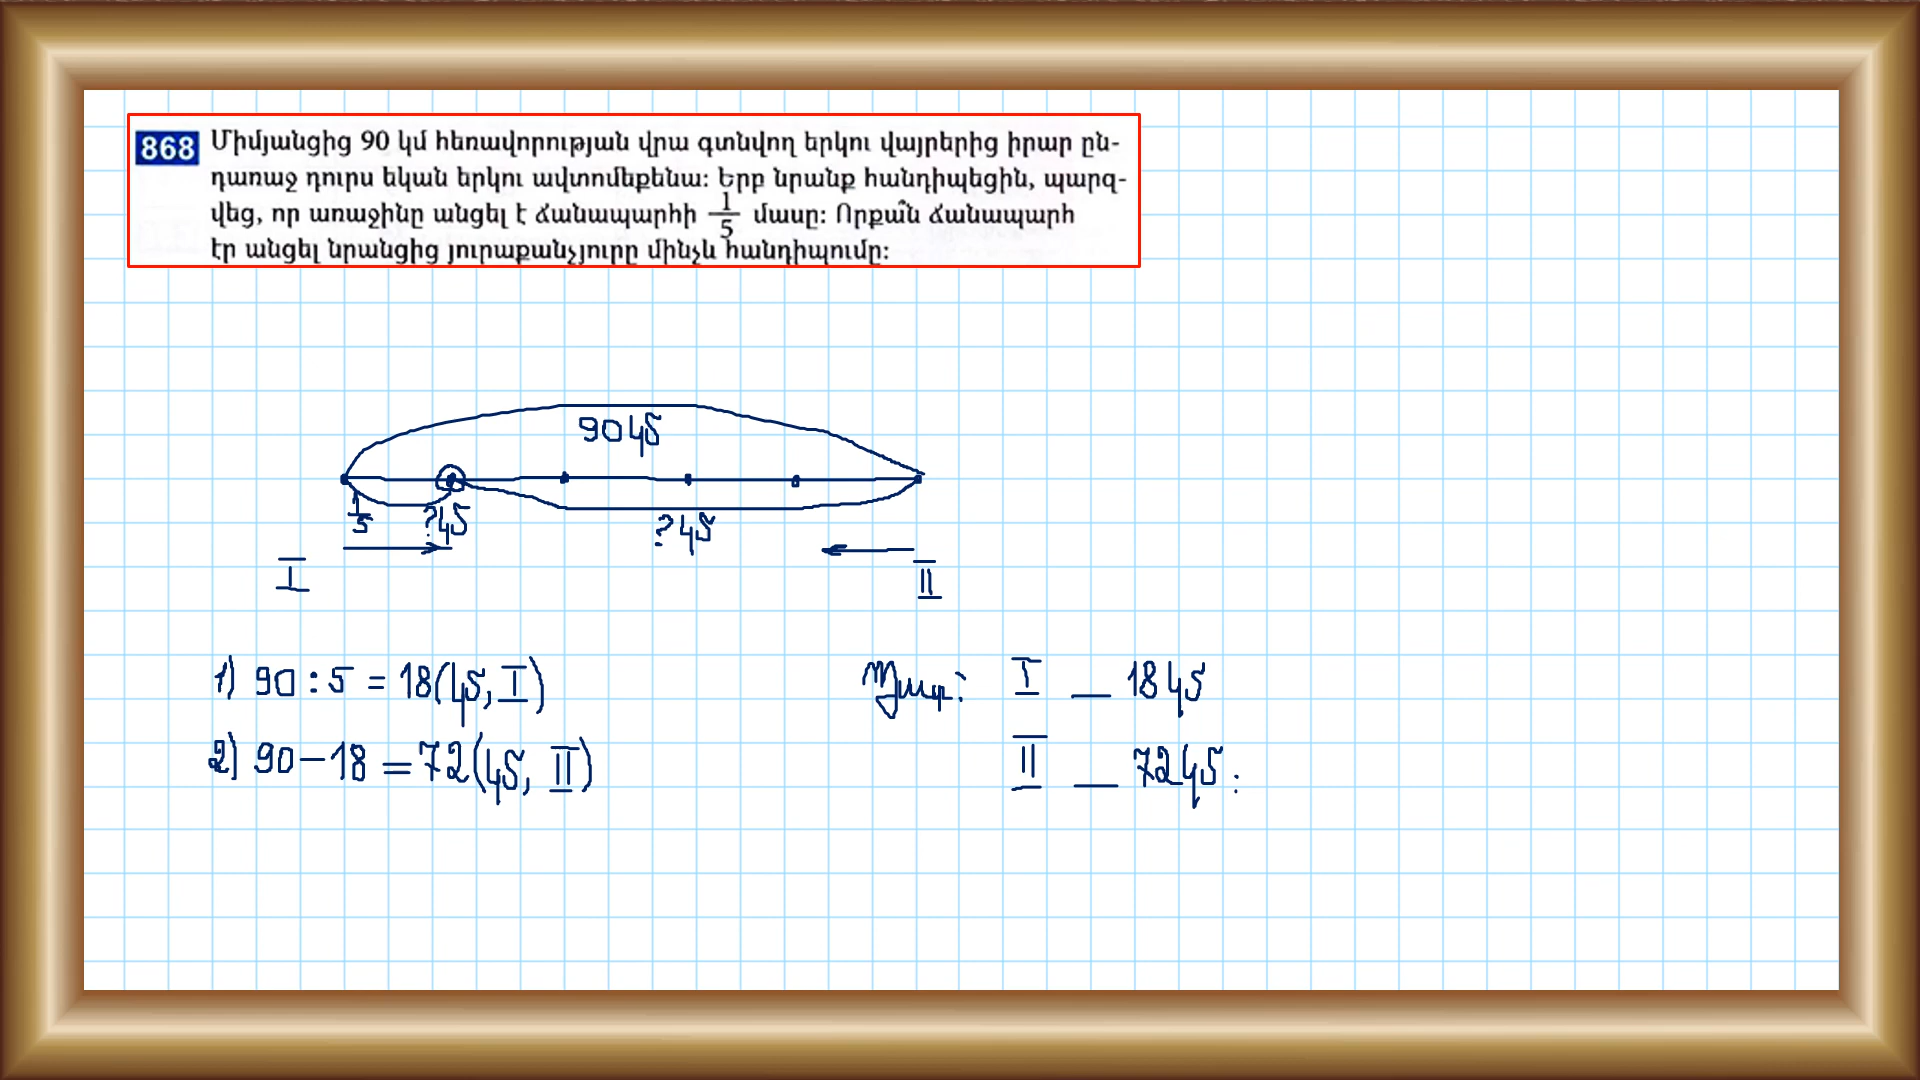 868 Միմյանցից 90 կմ հեռավորության վրա գտնվող երկու վայրերից իրար ըն-
դառաջ դուրս եկան երկու ավտոմեքենա։ Երբ նրանք հանդիպեցին, պարզ-
վեց, որ առաջինը անցել է ճանապարհի 1/5 մասը։ Որքա՞ն ճանապարհ
էր անցել նրանցից յուրաքանչյուրը մինչև հանդիպումը։
90կմ
1/5 ?կմ ?կմ
I II
1) 90 : 5 = 18(կմ, I)
2) 90 – 18 = 72(կմ, II)
Պատ՝ I — 18կմ
II — 72կմ։